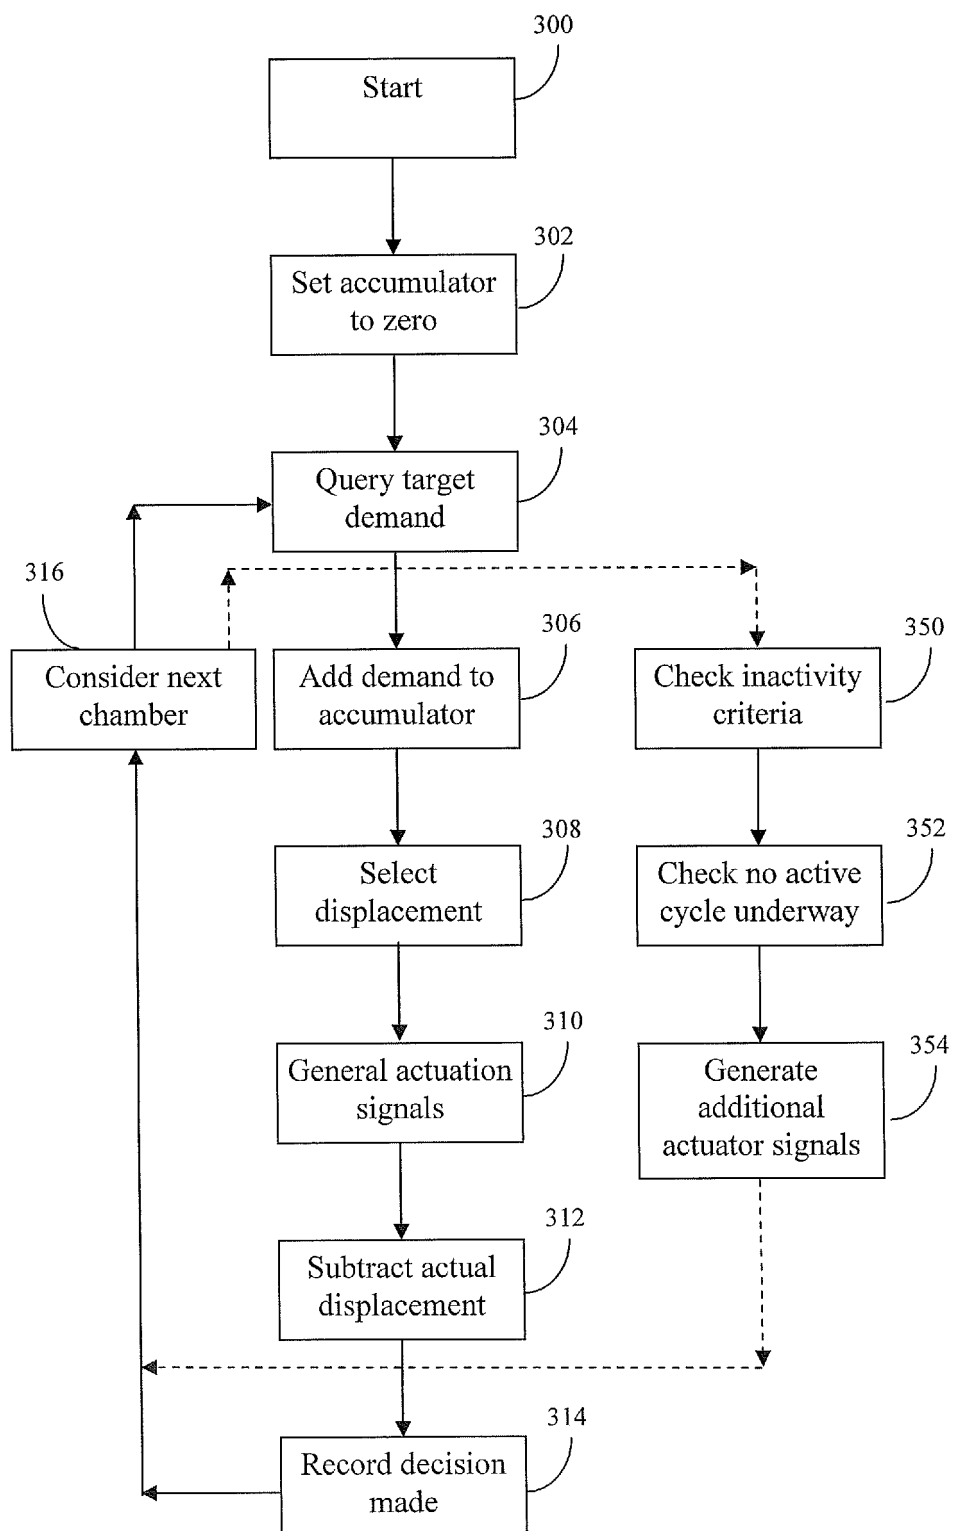 300
Start
302
Set accumulator
to zero
304
Query target
demand
316
Consider next
chamber
306
Add demand to
accumulator
350
Check inactivity
criteria
308
Select
displacement
352
Check no active
cycle underway
310
General actuation
signals
354
Generate
additional
actuator signals
312
Subtract actual
displacement
314
Record decision
made